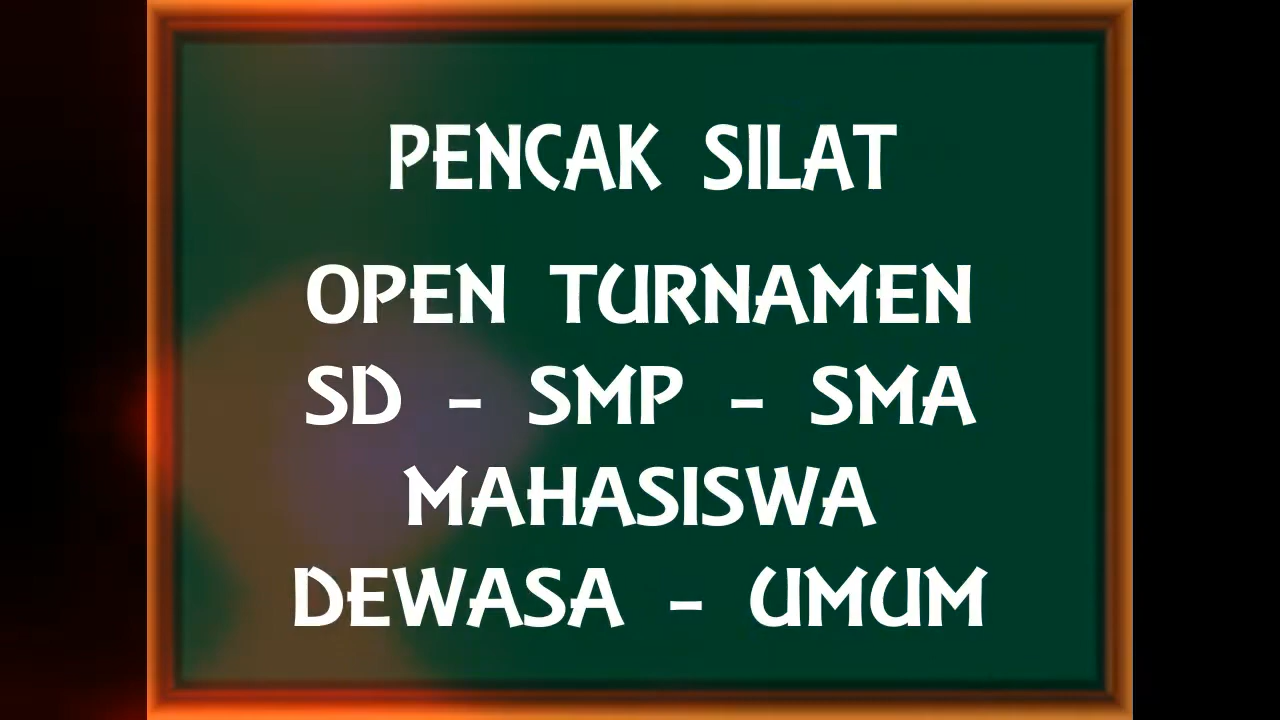 PENCAK SILAT
OPEN TURNAMEN
SD - SMP - SMA
MAHASISWA
DEWASA - UMUM